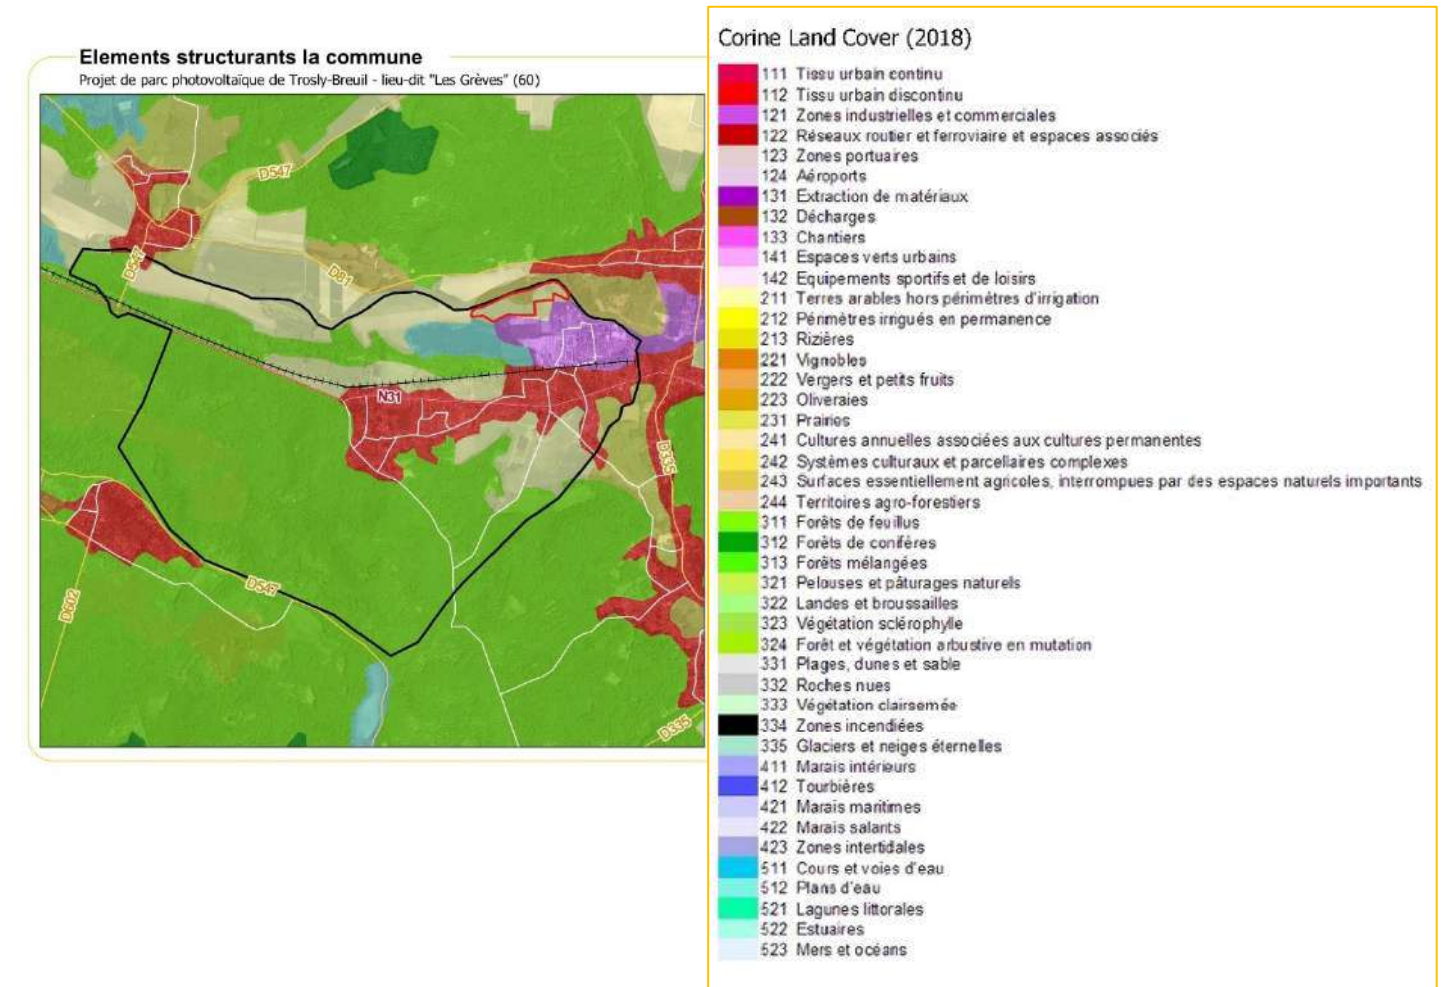 Elements structurants la commune
Projet de parc photovoltaïque de Trosly-Breuil - lieu-dit "Les Grèves" (60)
D547
D547
D81
N31
D335
D547
D602
D335
Corine Land Cover (2018)
111 Tissu urbain continu
112 Tissu urbain discontinu
121 Zones industrielles et commerciales
122 Réseaux routier et ferroviaire et espaces associés
123 Zones portuaires
124 Aéroports
131 Extraction de matériaux
132 Décharges
133 Chantiers
141 Espaces verts urbains
142 Equipements sportifs et de loisirs
211 Terres arables hors périmètres d'irrigation
212 Périmètres irrigués en permanence
213 Rizières
221 Vignobles
222 Vergers et petits fruits
223 Oliveraies
231 Prairies
241 Cultures annuelles associées aux cultures permanentes
242 Systèmes culturaux et parcellaires complexes
243 Surfaces essentiellement agricoles, interrompues par des espaces naturels importants
244 Territoires agro-forestiers
311 Forêts de feuillus
312 Forêts de conifères
313 Forêts mélangées
321 Pelouses et pâturages naturels
322 Landes et broussailles
323 Végétation sclérophylle
324 Forêt et végétation arbustive en mutation
331 Plages, dunes et sable
332 Roches nues
333 Végétation clairsemée
334 Zones incendiées
335 Glaciers et neiges éternelles
411 Marais intérieurs
412 Tourbières
421 Marais maritimes
422 Marais salants
423 Zones intertidales
511 Cours et voies d'eau
512 Plans d'eau
521 Lagunes littorales
522 Estuaires
523 Mers et océans